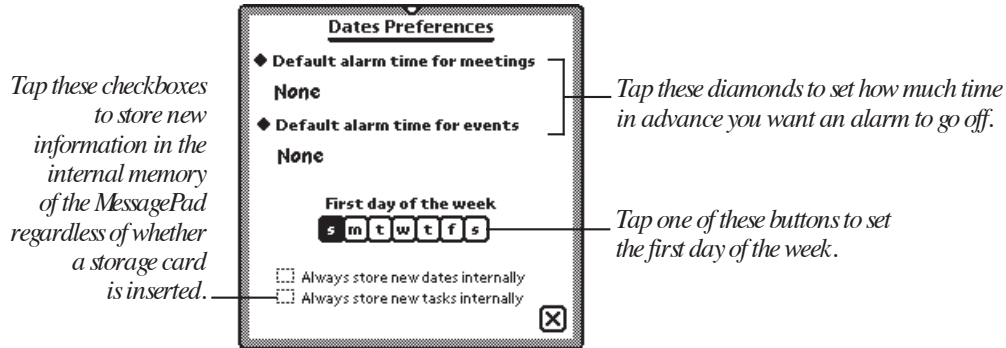 Dates Preferences
Default alarm time for meetings
None
Default alarm time for events
None
First day of the week
s m t w t f s
Always store new dates internally
Always store new tasks internally
Tap these checkboxes
to store new
information in the
internal memory
of the MessagePad
regardless of whether
a storage card
is inserted.
Tap these diamonds to set how much time
in advance you want an alarm to go off.
Tap one of these buttons to set
the first day of the week.